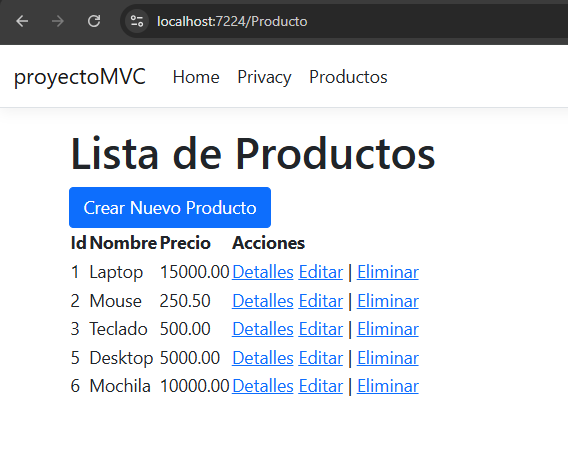 localhost:7224/Producto
proyectoMVC Home Privacy Productos
Lista de Productos
Crear Nuevo Producto
Id Nombre Precio Acciones
1 Laptop 15000.00 Detalles Editar | Eliminar
2 Mouse 250.50 Detalles Editar | Eliminar
3 Teclado 500.00 Detalles Editar | Eliminar
5 Desktop 5000.00 Detalles Editar | Eliminar
6 Mochila 10000.00 Detalles Editar | Eliminar